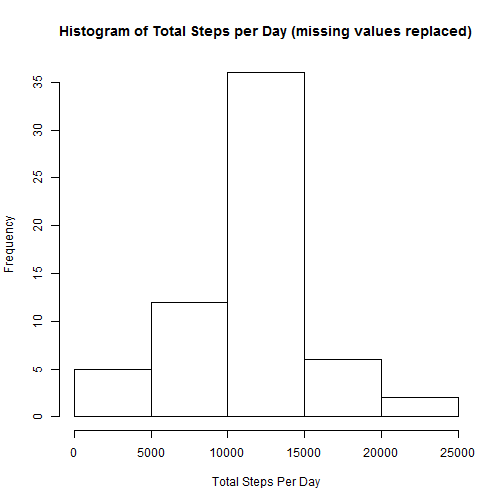 Histogram of Total Steps per Day (missing values replaced)
Frequency
35
30
25
20
15
10
5
0
0 5000 10000 15000 20000 25000
Total Steps Per Day